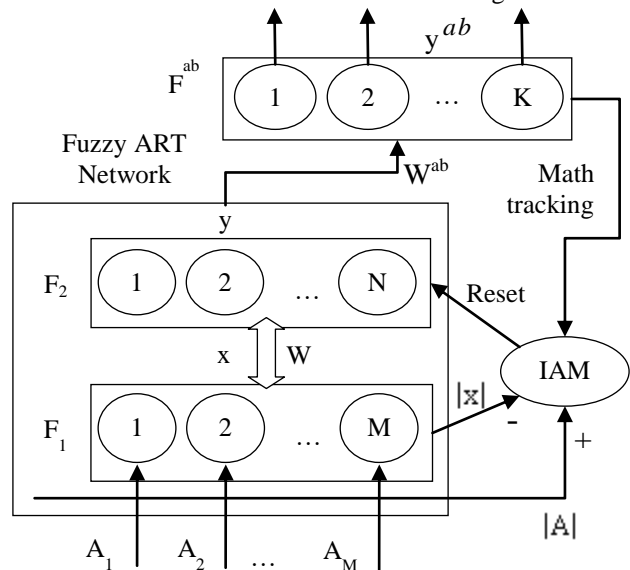 y^ab
F^ab
1 2 … K
Fuzzy ART
Network
W^ab
Math
tracking
y
F_2
1 2 … N
Reset
x W
IAM
|x|
-
F_1
1 2 … M
+
|A|
A_1 A_2 … A_M